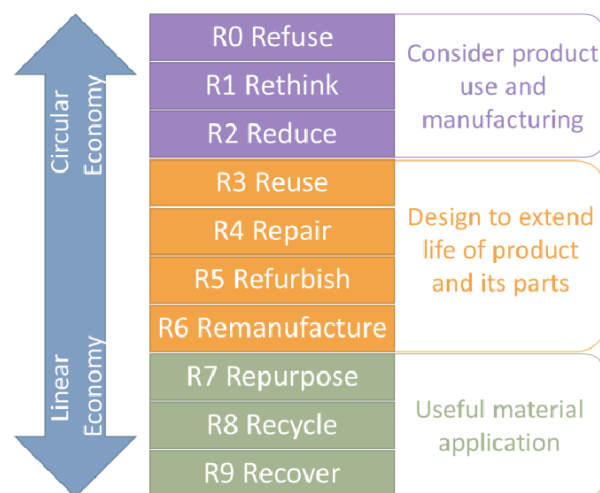 Circular
Economy
Linear
Economy
R0 Refuse
R1 Rethink
R2 Reduce
Consider product
use and
manufacturing
R3 Reuse
R4 Repair
R5 Refurbish
R6 Remanufacture
Design to extend
life of product
and its parts
R7 Repurpose
R8 Recycle
R9 Recover
Useful material
application